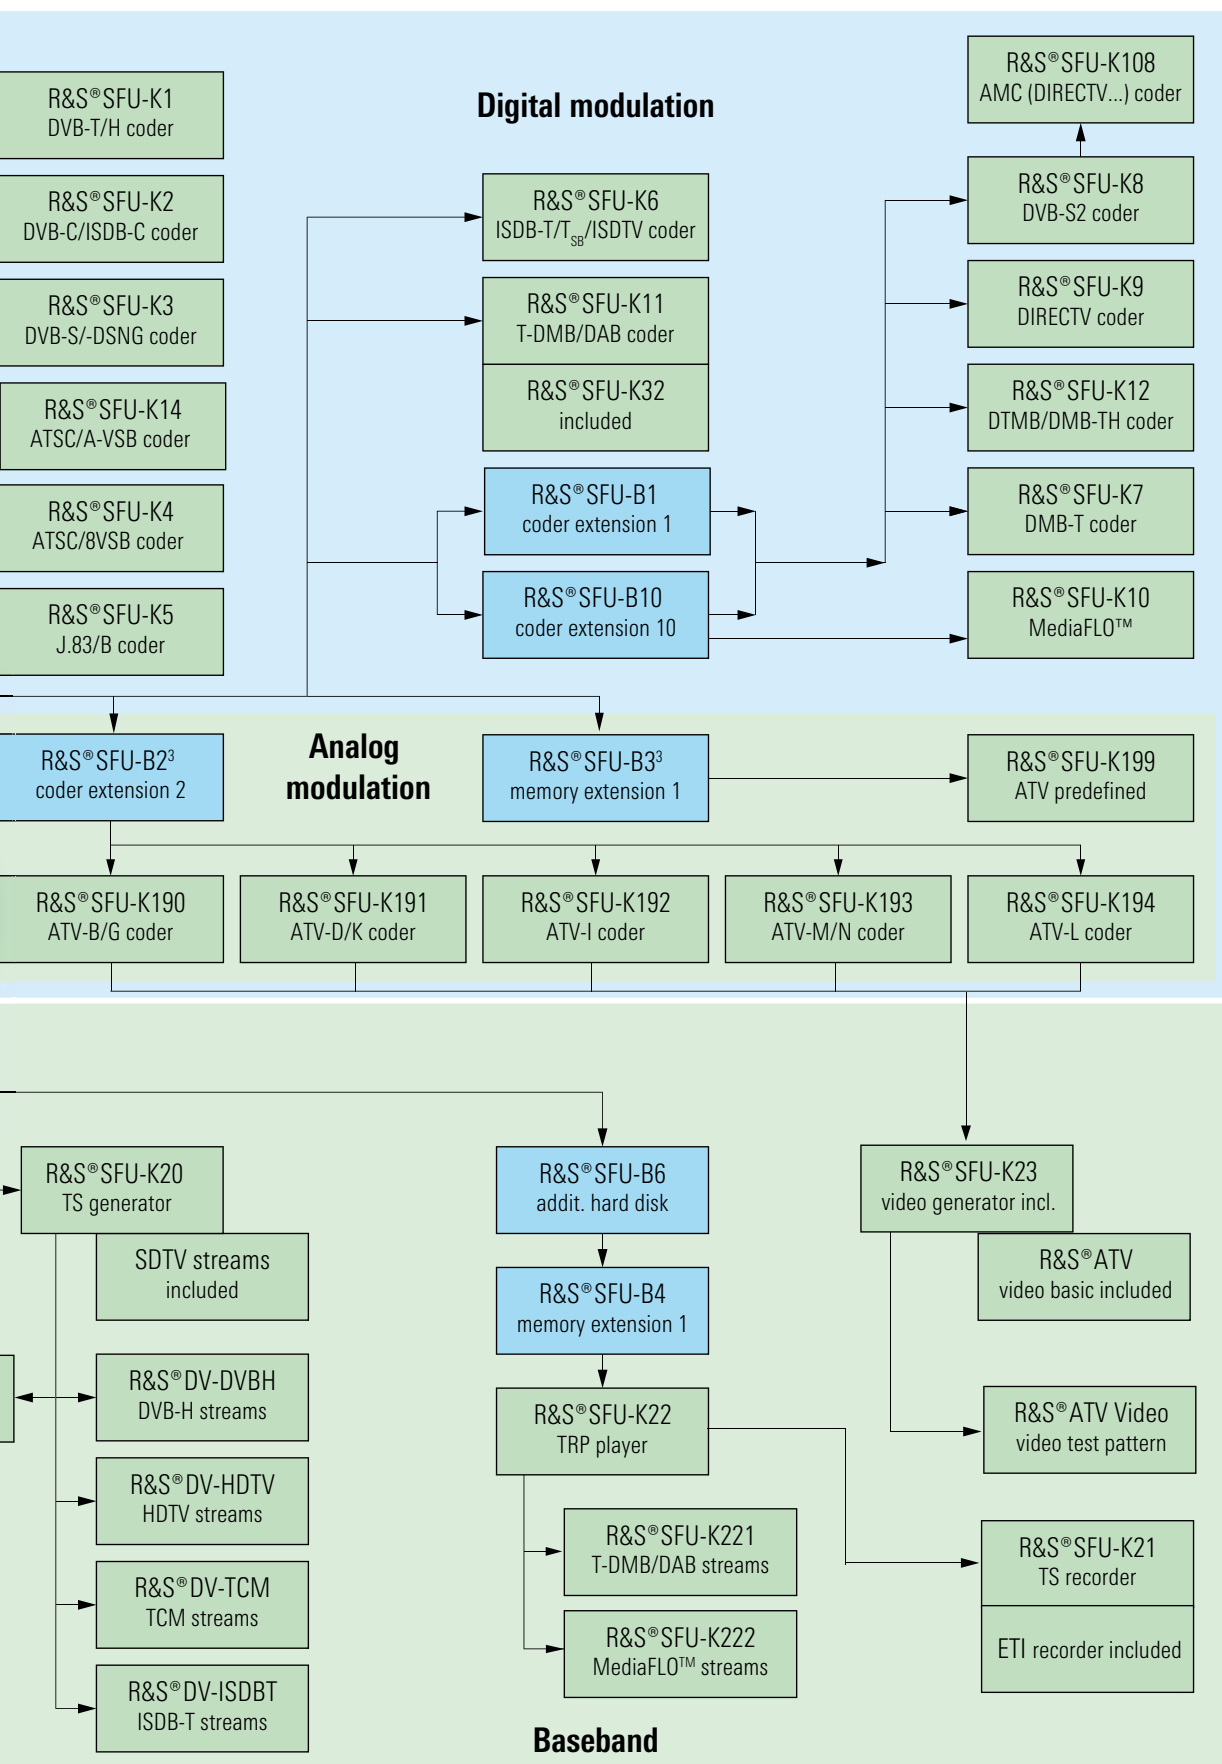 Digital modulation
R&S®SFU-K1
DVB-T/H coder
R&S®SFU-K2
DVB-C/ISDB-C coder
R&S®SFU-K3
DVB-S/-DSNG coder
R&S®SFU-K14
ATSC/A-VSB coder
R&S®SFU-K4
ATSC/8VSB coder
R&S®SFU-K5
J.83/B coder
R&S®SFU-K6
ISDB-T/TSB/ISDTV coder
R&S®SFU-K11
T-DMB/DAB coder
R&S®SFU-K32
included
R&S®SFU-B1
coder extension 1
R&S®SFU-B10
coder extension 10
R&S®SFU-K108
AMC (DIRECTV...) coder
R&S®SFU-K8
DVB-S2 coder
R&S®SFU-K9
DIRECTV coder
R&S®SFU-K12
DTMB/DMB-TH coder
R&S®SFU-K7
DMB-T coder
R&S®SFU-K10
MediaFLO™
Analog
modulation
R&S®SFU-B2³
coder extension 2
R&S®SFU-B3³
memory extension 1
R&S®SFU-K199
ATV predefined
R&S®SFU-K190
ATV-B/G coder
R&S®SFU-K191
ATV-D/K coder
R&S®SFU-K192
ATV-I coder
R&S®SFU-K193
ATV-M/N coder
R&S®SFU-K194
ATV-L coder
R&S®SFU-K20
TS generator
SDTV streams
included
R&S®DV-DVBH
DVB-H streams
R&S®DV-HDTV
HDTV streams
R&S®DV-TCM
TCM streams
R&S®DV-ISDBT
ISDB-T streams
R&S®SFU-B6
addit. hard disk
R&S®SFU-B4
memory extension 1
R&S®SFU-K22
TRP player
R&S®SFU-K221
T-DMB/DAB streams
R&S®SFU-K222
MediaFLO™ streams
R&S®SFU-K23
video generator incl.
R&S®ATV
video basic included
R&S®ATV Video
video test pattern
R&S®SFU-K21
TS recorder
ETI recorder included
Baseband